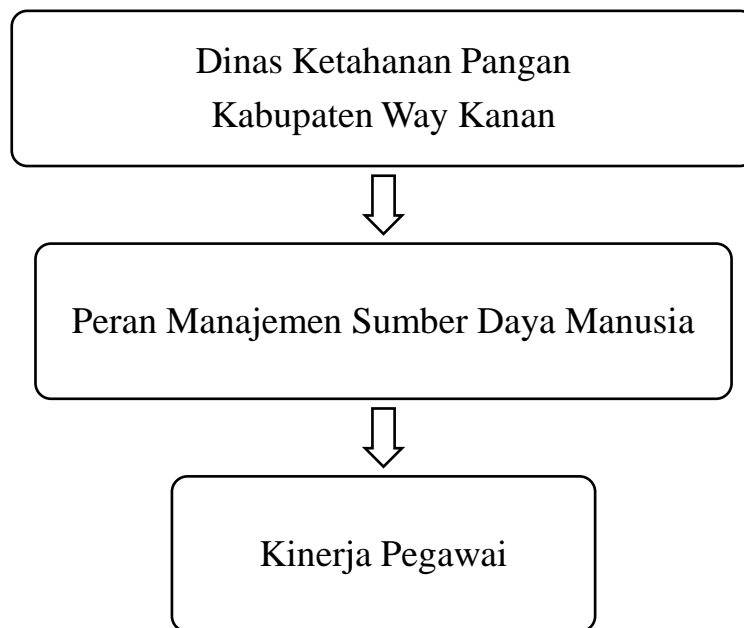 Dinas Ketahanan Pangan
Kabupaten Way Kanan
Peran Manajemen Sumber Daya Manusia
Kinerja Pegawai